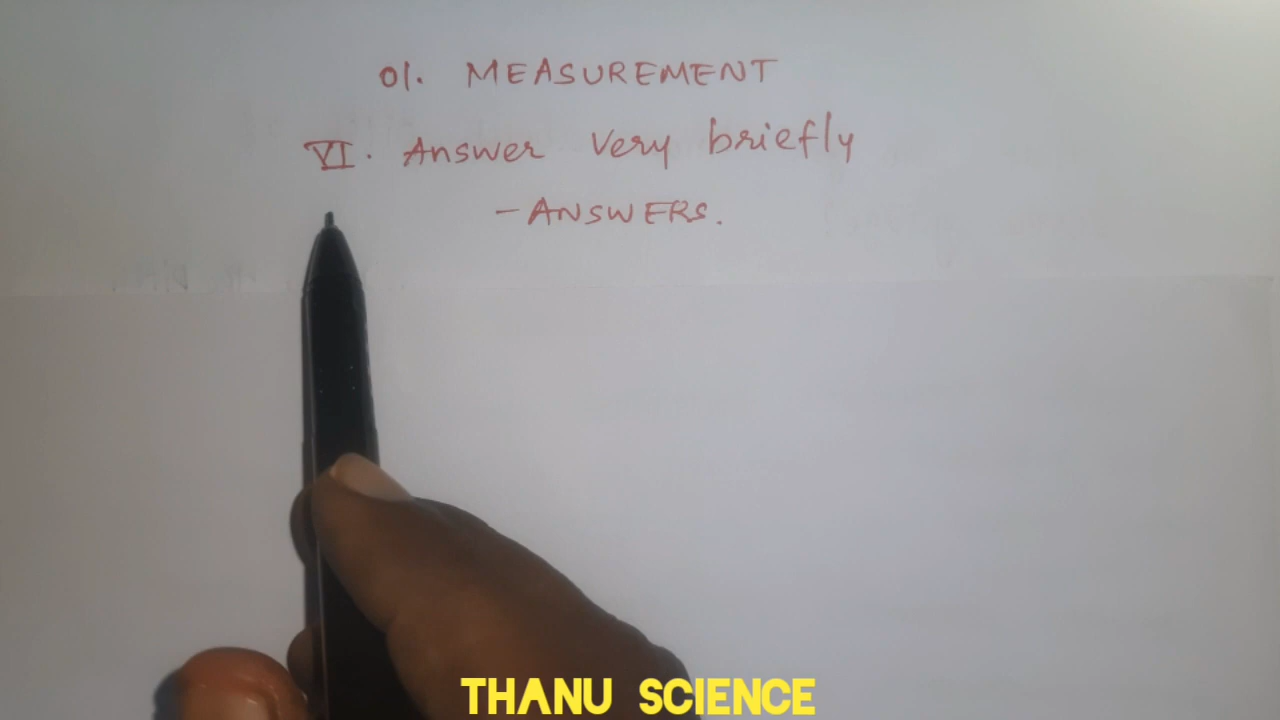 01. MEASUREMENT
VI. Answer Very briefly
- ANSWERS.
THANU SCIENCE